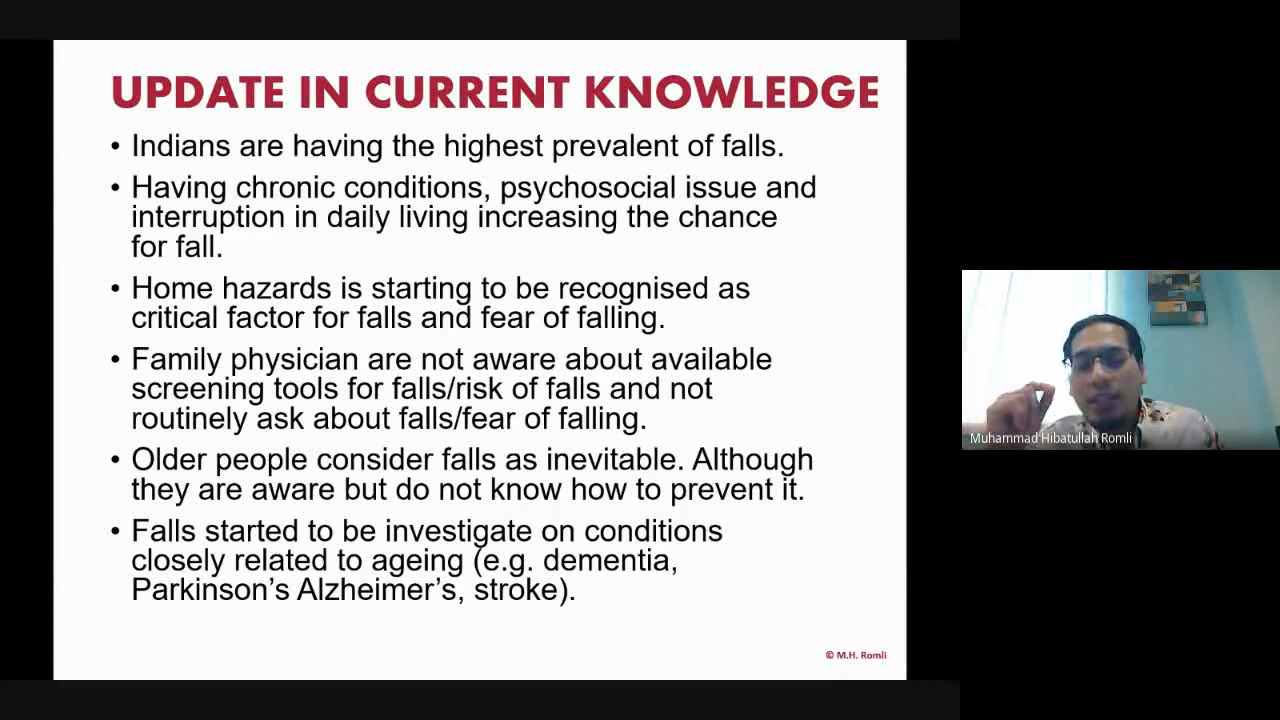 UPDATE IN CURRENT KNOWLEDGE
• Indians are having the highest prevalent of falls.
• Having chronic conditions, psychosocial issue and
interruption in daily living increasing the chance
for fall.
• Home hazards is starting to be recognised as
critical factor for falls and fear of falling.
• Family physician are not aware about available
screening tools for falls/risk of falls and not
routinely ask about falls/fear of falling.
• Older people consider falls as inevitable. Although
they are aware but do not know how to prevent it.
• Falls started to be investigate on conditions
closely related to ageing (e.g. dementia,
Parkinson’s Alzheimer’s, stroke).
© M.H. Romli
Muhammad Hibatullah Romli